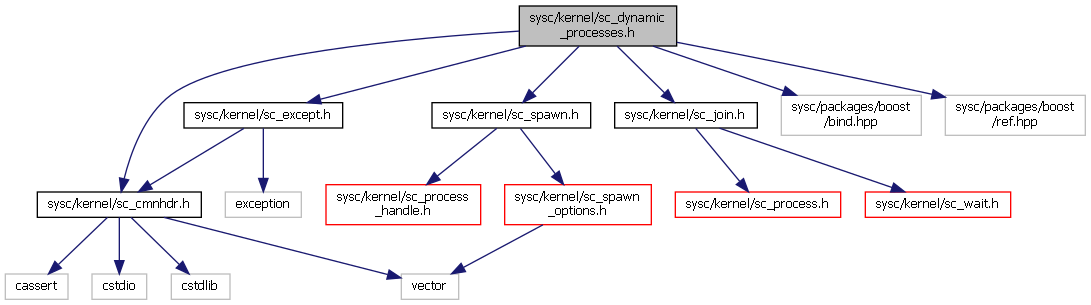 sysc/kernel/sc_dynamic
_processes.h
sysc/kernel/sc_except.h
sysc/kernel/sc_spawn.h
sysc/kernel/sc_join.h
sysc/packages/boost
/bind.hpp
sysc/packages/boost
/ref.hpp
sysc/kernel/sc_cmnhdr.h
exception
sysc/kernel/sc_process
_handle.h
sysc/kernel/sc_spawn
_options.h
sysc/kernel/sc_process.h
sysc/kernel/sc_wait.h
cassert
cstdio
cstdlib
vector